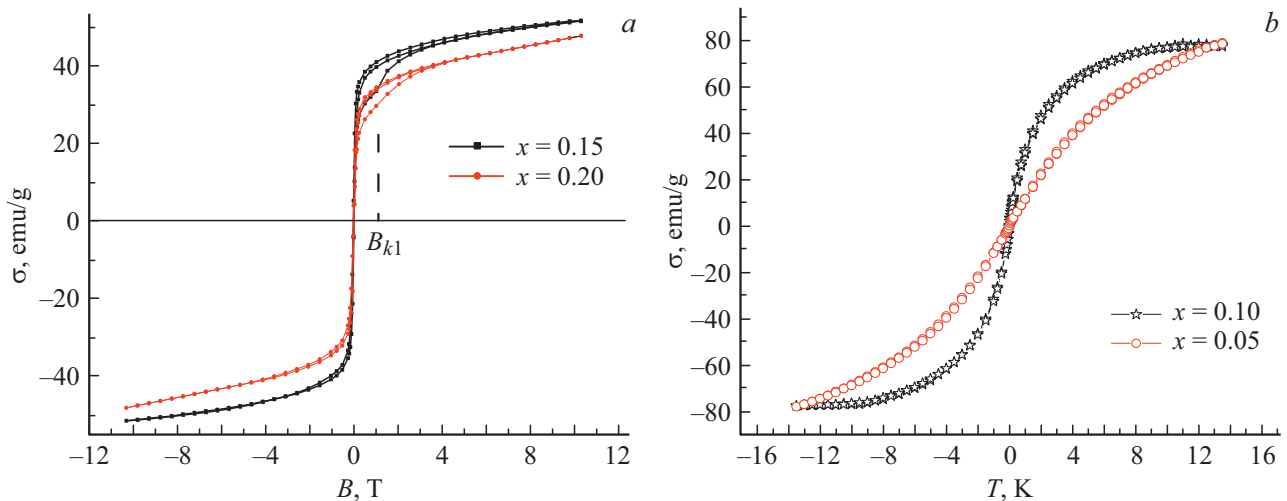 a
40
20
0
−20
−40
σ, emu/g
x = 0.15
x = 0.20
B_{k1}
−12 −8 −4 0 4 8 12
B, T
b
80
60
40
20
0
−20
−40
−60
−80
σ, emu/g
x = 0.10
x = 0.05
−16 −12 −8 −4 0 4 8 12 16
T, K